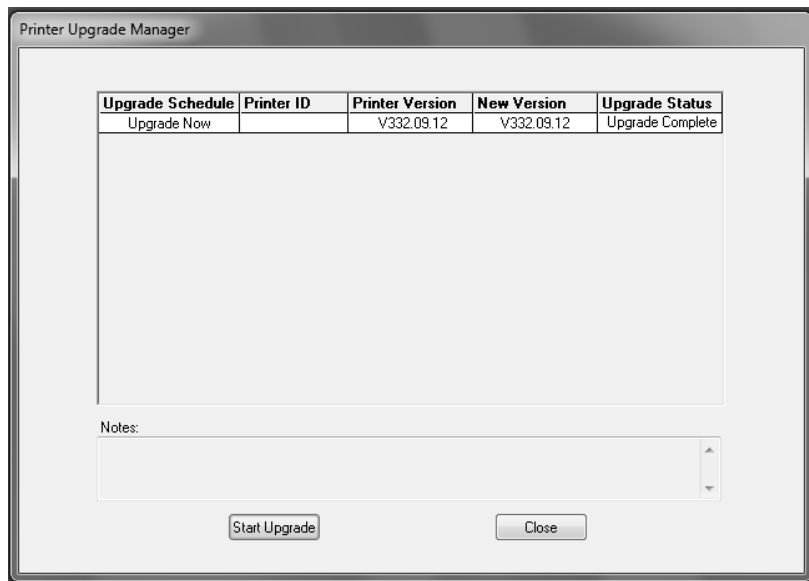 Printer Upgrade Manager
Upgrade Schedule Printer ID Printer Version New Version Upgrade Status
Upgrade Now V332.09.12 V332.09.12 Upgrade Complete
Notes:
Start Upgrade Close